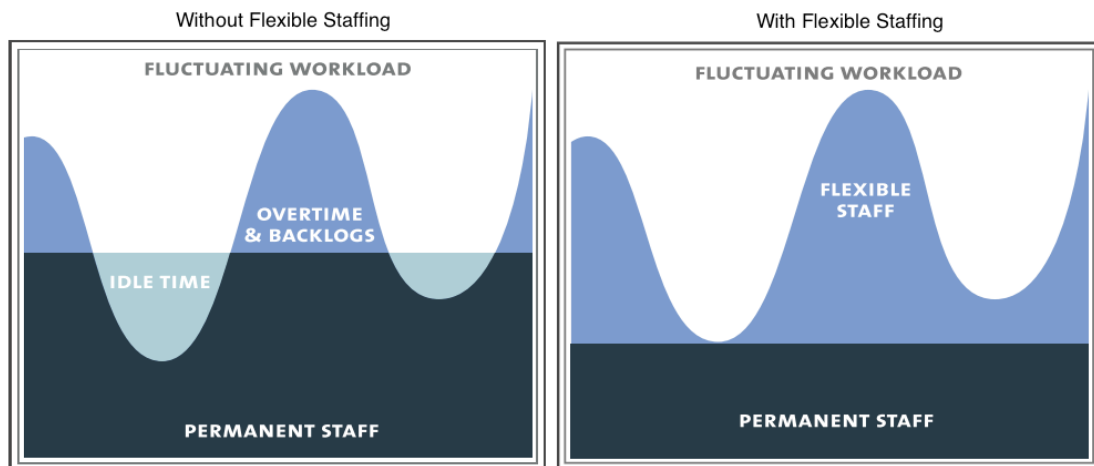 Without Flexible Staffing
FLUCTUATING WORKLOAD
OVERTIME
& BACKLOGS
IDLE TIME
PERMANENT STAFF
With Flexible Staffing
FLUCTUATING WORKLOAD
FLEXIBLE
STAFF
PERMANENT STAFF